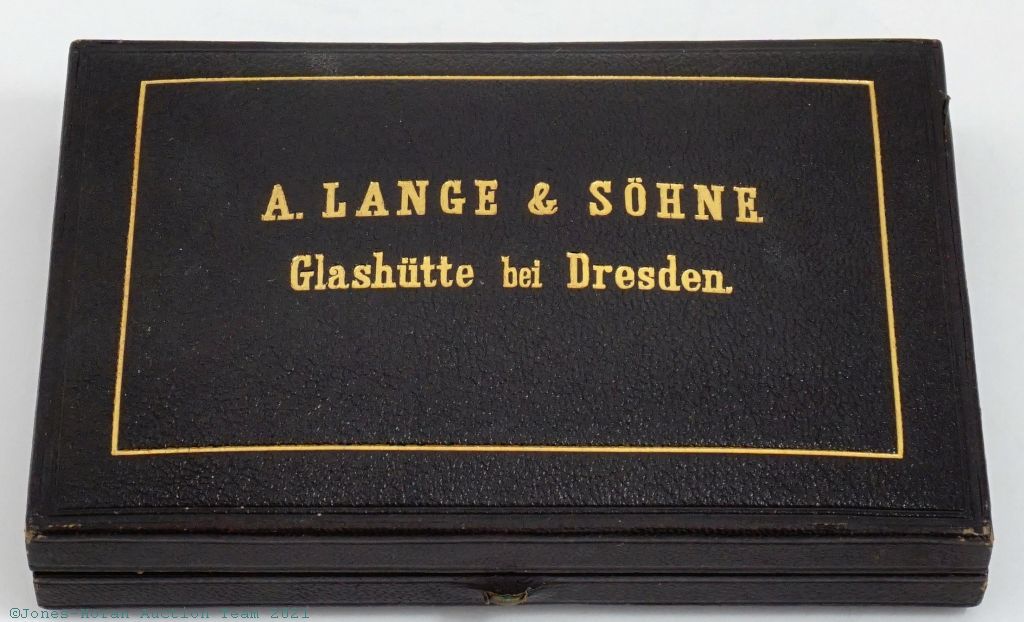 A. LANGE & SÖHNE.
Glashütte bei Dresden.
©Jones-Horan Auction Team 2021